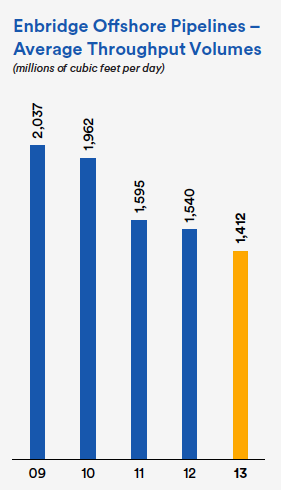 Enbridge Offshore Pipelines –
Average Throughput Volumes
(millions of cubic feet per day)
2,037
1,962
1,595
1,540
1,412
09 10 11 12 13